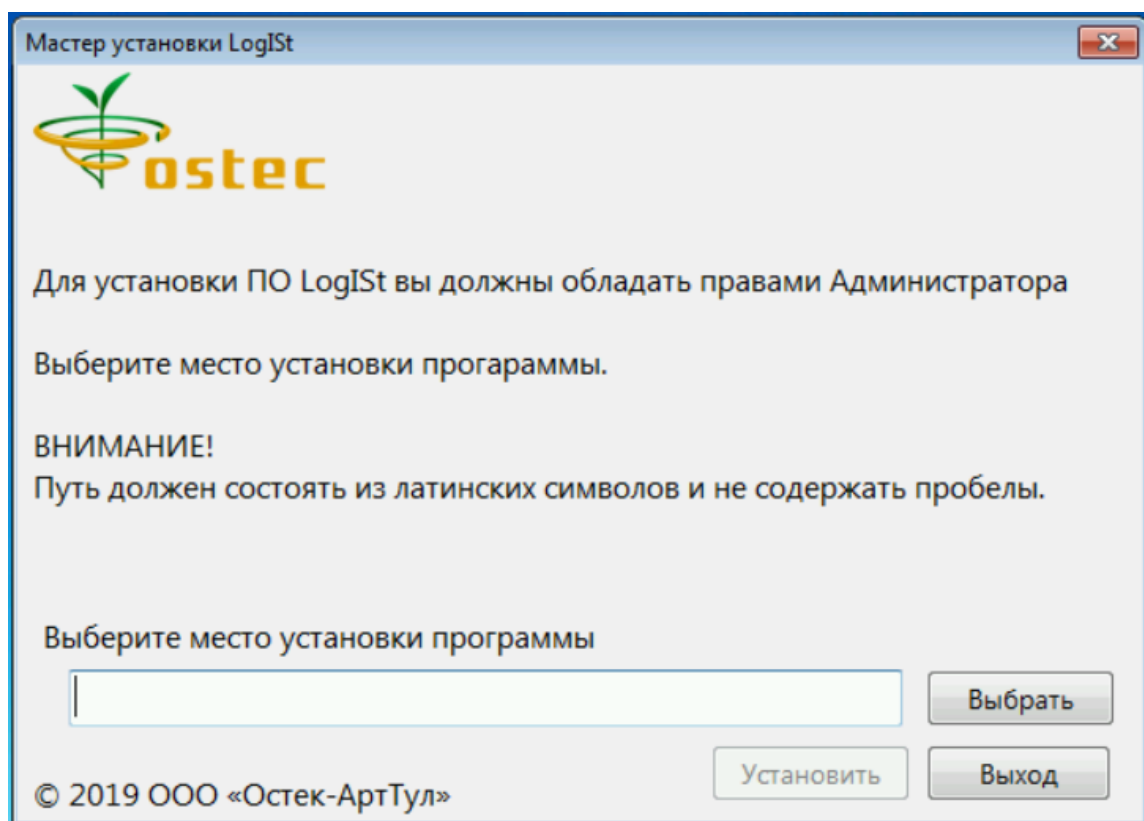 Мастер установки LogISt
ostec
Для установки ПО LogISt вы должны обладать правами Администратора
Выберите место установки прогараммы.
ВНИМАНИЕ!
Путь должен состоять из латинских символов и не содержать пробелы.
Выберите место установки программы
Выбрать
Установить
Выход
© 2019 ООО «Остек-АртТул»